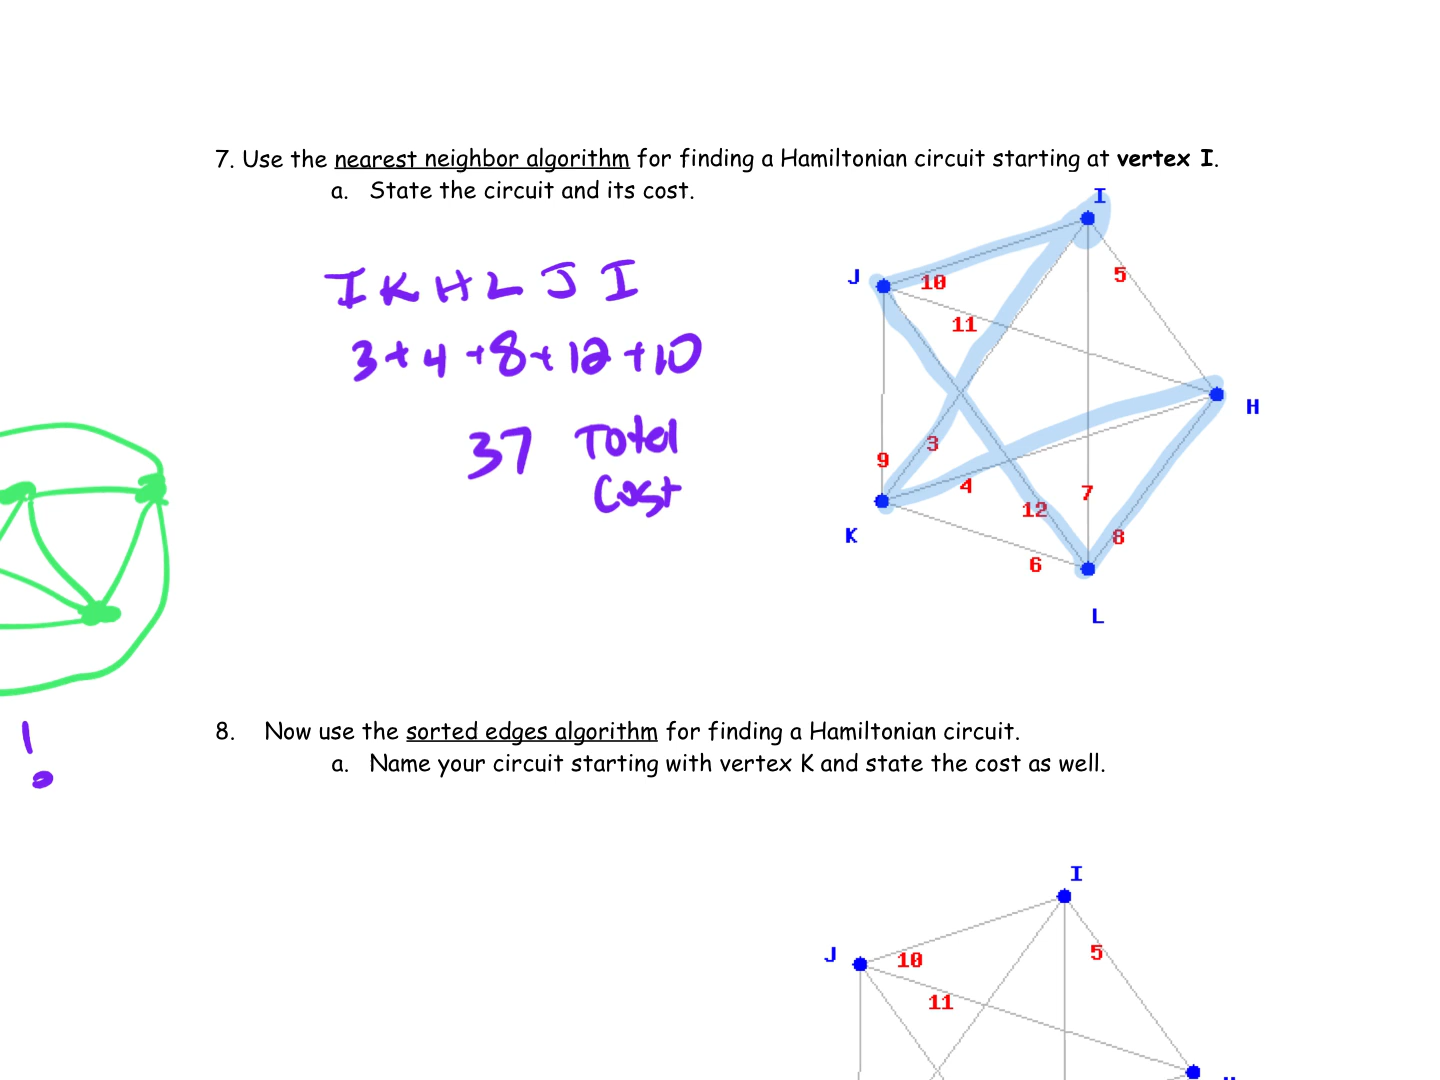 7. Use the nearest neighbor algorithm for finding a Hamiltonian circuit starting at vertex I.
a. State the circuit and its cost.
I K H L J I
3 + 4 + 8 + 12 + 10
37 Total
Cost
I
J
10
5
11
H
3
9
4
7
12
K
8
6
L
!
8. Now use the sorted edges algorithm for finding a Hamiltonian circuit.
a. Name your circuit starting with vertex K and state the cost as well.
I
J
10
5
11